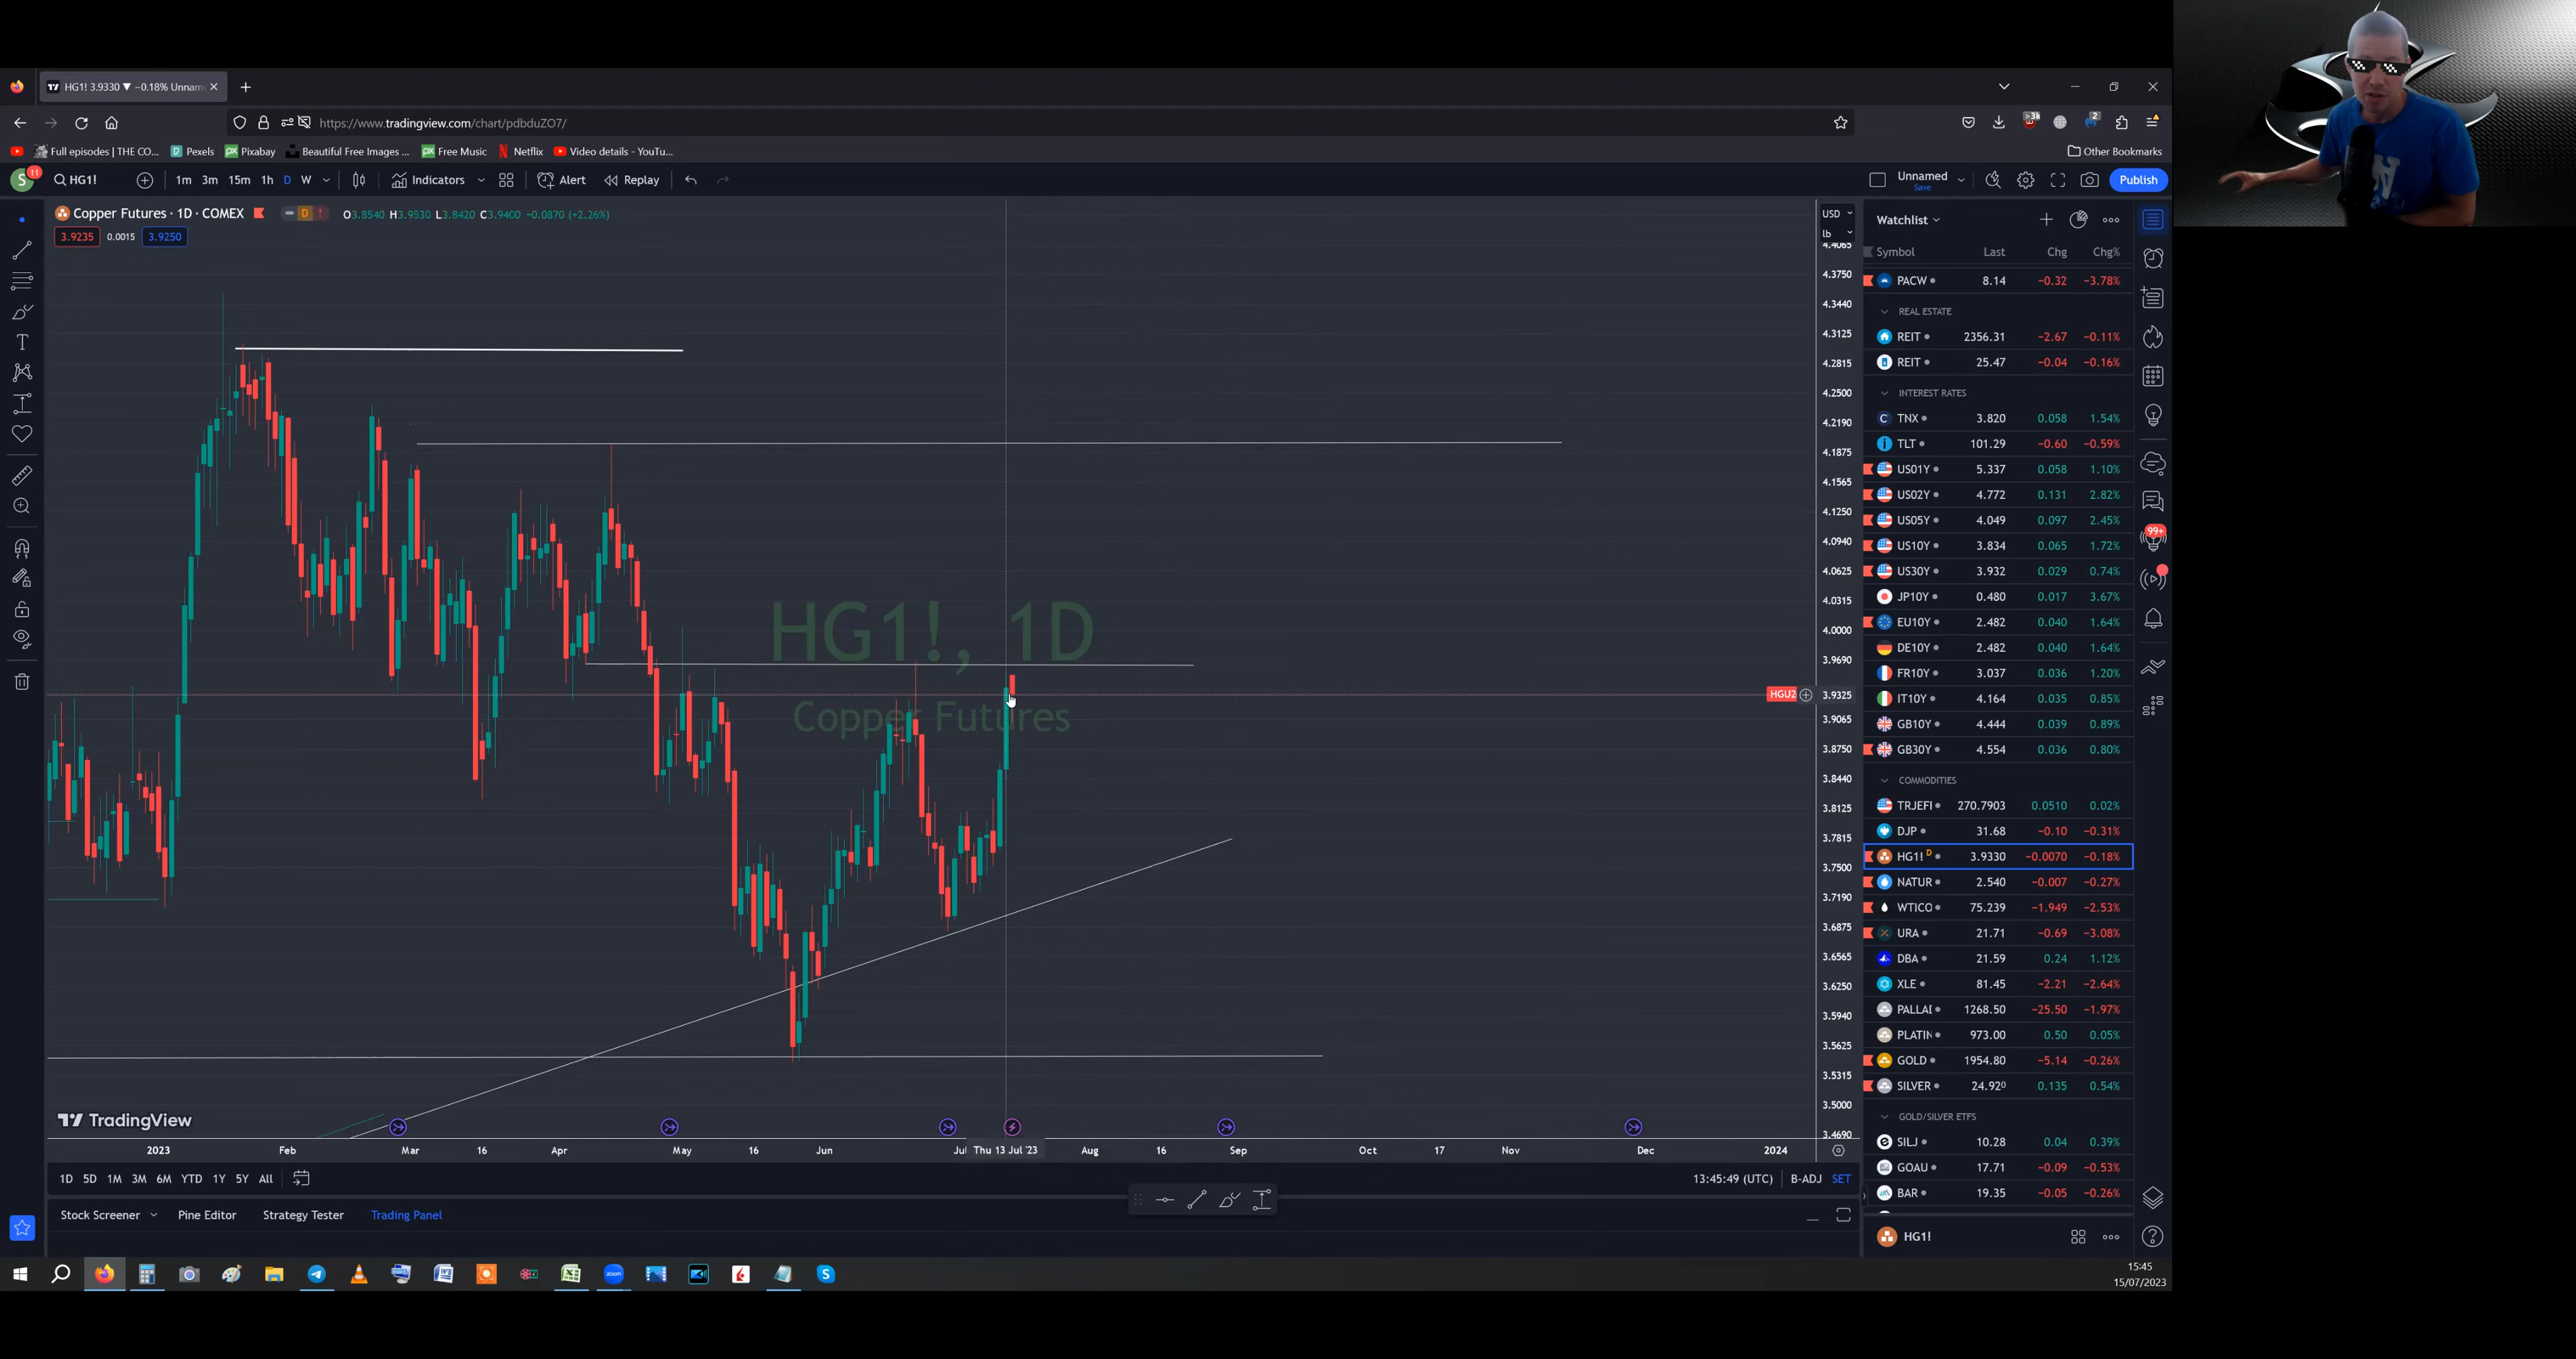 HG1! 3.9330 ▼ −0.18% Unnam
https://www.tradingview.com/chart/pdbduZO7/
>3k
2
Full episodes | THE CO...
Pexels
Pixabay
Beautiful Free Images ...
Free Music
Netflix
Video details - YouTu...
Other Bookmarks
S
11
HG1!
1m 3m 15m 1h D W
Indicators
Alert
Replay
Unnamed
Save
Publish
Copper Futures · 1D · COMEX
D
O3.8540 H3.9530 L3.8420 C3.9400 −0.0870 (+2.26%)
3.9235 0.0015 3.9250
USD
lb
4.4065
4.3750
4.3440
4.3125
4.2815
4.2500
4.2190
4.1875
4.1565
4.1250
4.0940
4.0625
4.0315
4.0000
3.9690
HGU2 3.9325
3.9065
3.8750
3.8440
3.8125
3.7815
3.7500
3.7190
3.6875
3.6565
3.6250
3.5940
3.5625
3.5315
3.5000
3.4690
HG1!, 1D
Copper Futures
TradingView
2023 Feb Mar 16 Apr May 16 Jun Jul Thu 13 Jul '23 Aug 16 Sep Oct 17 Nov Dec 2024
1D 5D 1M 3M 6M YTD 1Y 5Y All
13:45:49 (UTC) B-ADJ SET
Stock Screener
Pine Editor
Strategy Tester
Trading Panel
Watchlist
Symbol Last Chg Chg%
PACW 8.14 −0.32 −3.78%
REAL ESTATE
REIT 2356.31 −2.67 −0.11%
REIT 25.47 −0.04 −0.16%
INTEREST RATES
TNX 3.820 0.058 1.54%
TLT 101.29 −0.60 −0.59%
US01Y 5.337 0.058 1.10%
US02Y 4.772 0.131 2.82%
US05Y 4.049 0.097 2.45%
US10Y 3.834 0.065 1.72%
US30Y 3.932 0.029 0.74%
JP10Y 0.480 0.017 3.67%
EU10Y 2.482 0.040 1.64%
DE10Y 2.482 0.040 1.64%
FR10Y 3.037 0.036 1.20%
IT10Y 4.164 0.035 0.85%
GB10Y 4.444 0.039 0.89%
GB30Y 4.554 0.036 0.80%
COMMODITIES
TRJEFI 270.7903 0.0510 0.02%
DJP 31.68 −0.10 −0.31%
HG1! D 3.9330 −0.0070 −0.18%
NATUR 2.540 −0.007 −0.27%
WTICO 75.239 −1.949 −2.53%
URA 21.71 −0.69 −3.08%
DBA 21.59 0.24 1.12%
XLE 81.45 −2.21 −2.64%
PALLAI 1268.50 −25.50 −1.97%
PLATIN 973.00 0.50 0.05%
GOLD 1954.80 −5.14 −0.26%
SILVER 24.920 0.135 0.54%
GOLD/SILVER ETFS
SILJ 10.28 0.04 0.39%
GOAU 17.71 −0.09 −0.53%
BAR 19.35 −0.05 −0.26%
HG1!
99+
zoom
15:45
15/07/2023